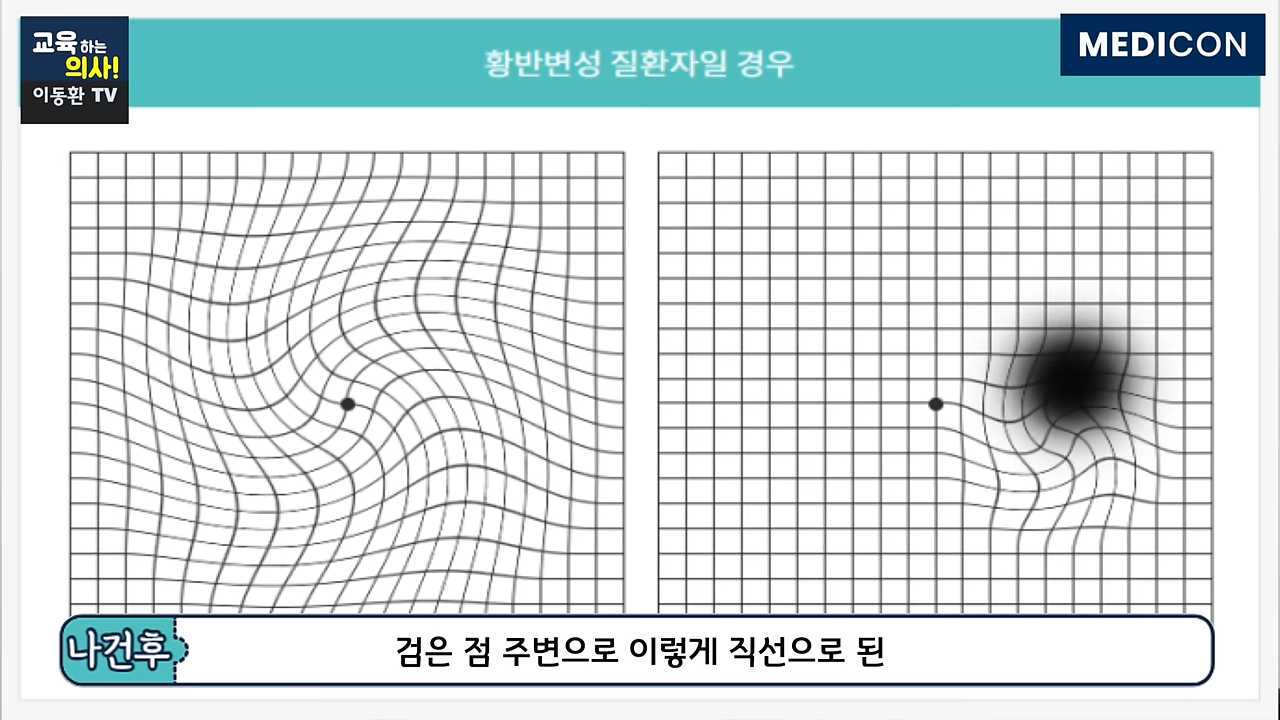 교육하는
의사!
이동환 TV
황반변성 질환자일 경우
MEDICON
나건후
검은 점 주변으로 이렇게 직선으로 된